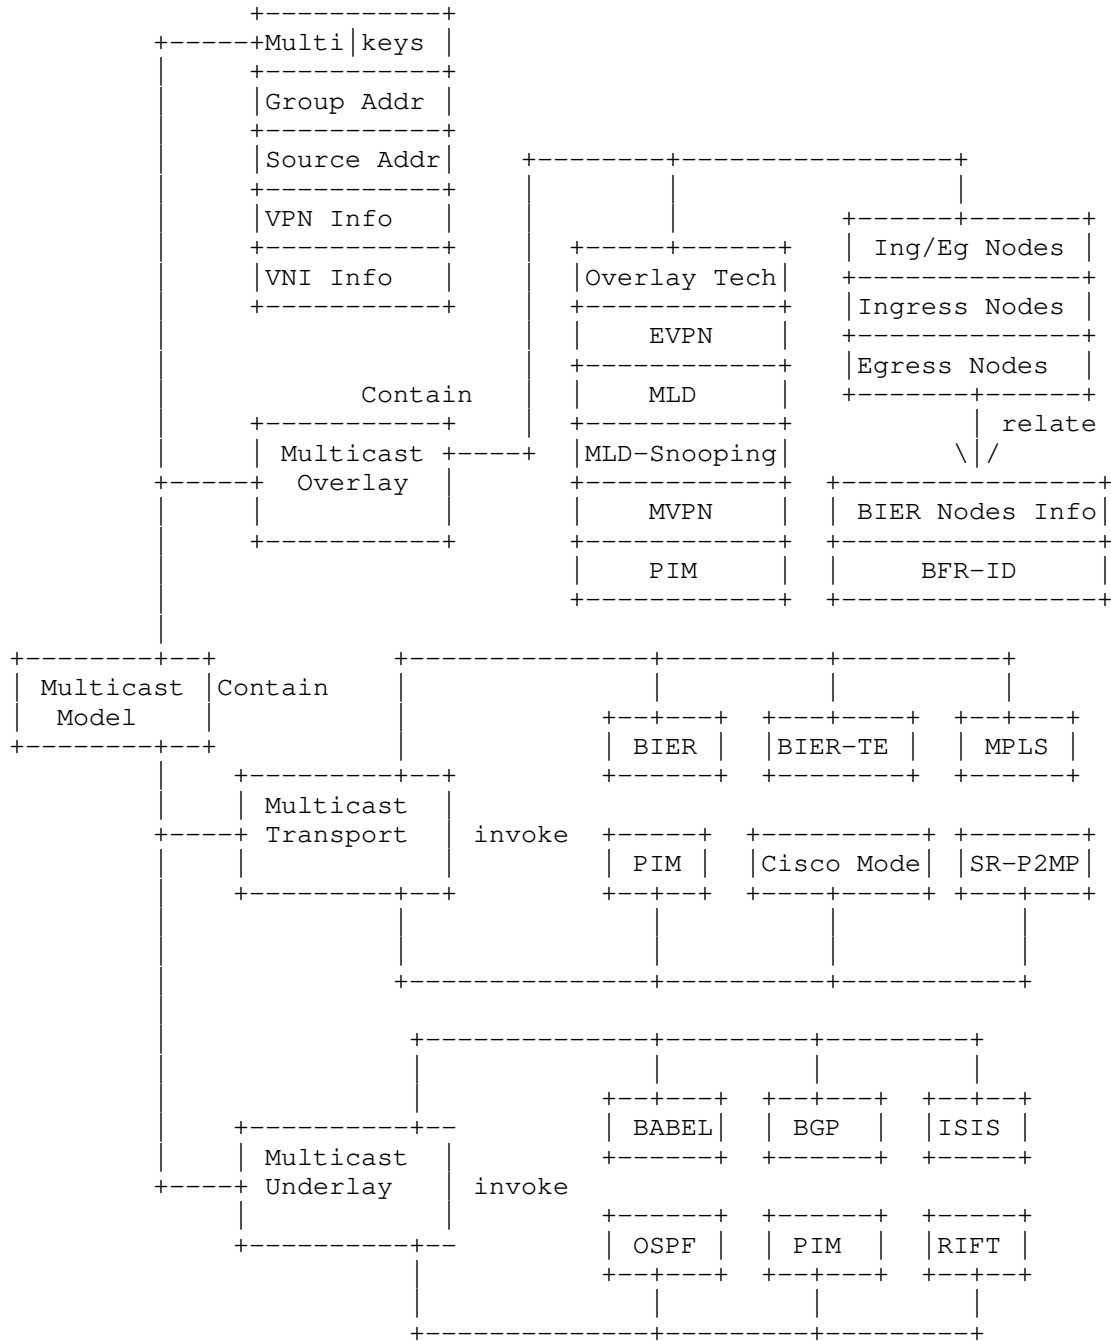 Multi|keys
Group Addr
Source Addr
VPN Info
Ing/Eg Nodes
VNI Info
Overlay Tech
Ingress Nodes
EVPN
Egress Nodes
Contain
MLD
relate
Multicast
MLD-Snooping
Overlay
MVPN
BIER Nodes Info
PIM
BFR-ID
Multicast
Contain
Model
BIER
BIER-TE
MPLS
Multicast
Transport
invoke
PIM
Cisco Mode
SR-P2MP
BABEL
BGP
ISIS
Multicast
Underlay
invoke
OSPF
PIM
RIFT